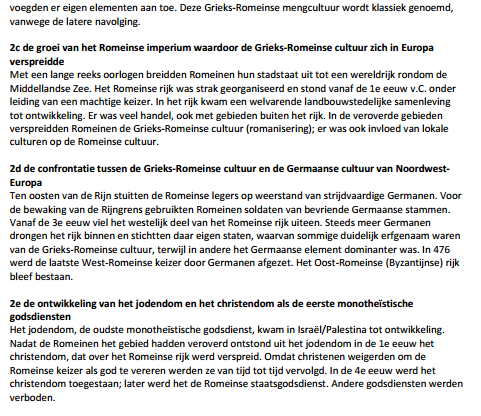 voegden er eigen elementen aan toe. Deze Grieks-Romeinse mengcultuur wordt klassiek genoemd,
vanwege de latere navolging.
2c de groei van het Romeinse imperium waardoor de Grieks-Romeinse cultuur zich in Europa
verspreidde
Met een lange reeks oorlogen breidden Romeinen hun stadstaat uit tot een wereldrijk rondom de
Middellandse Zee. Het Romeinse rijk was strak georganiseerd en stond vanaf de 1e eeuw v.C. onder
leiding van een machtige keizer. In het rijk kwam een welvarende landbouwstedelijke samenleving
tot ontwikkeling. Er was veel handel, ook met gebieden buiten het rijk. In de veroverde gebieden
verspreidden Romeinen de Grieks-Romeinse cultuur (romanisering); er was ook invloed van lokale
culturen op de Romeinse cultuur.
2d de confrontatie tussen de Grieks-Romeinse cultuur en de Germaanse cultuur van Noordwest-
Europa
Ten oosten van de Rijn stuitten de Romeinse legers op weerstand van strijdvaardige Germanen. Voor
de bewaking van de Rijngrens gebruikten Romeinen soldaten van bevriende Germaanse stammen.
Vanaf de 3e eeuw viel het westelijk deel van het Romeinse rijk uiteen. Steeds meer Germanen
drongen het rijk binnen en stichtten daar eigen staten, waarvan sommige duidelijk erfgenaam waren
van de Grieks-Romeinse cultuur, terwijl in andere het Germaanse element dominanter was. In 476
werd de laatste West-Romeinse keizer door Germanen afgezet. Het Oost-Romeinse (Byzantijnse) rijk
bleef bestaan.
2e de ontwikkeling van het jodendom en het christendom als de eerste monotheïstische
godsdiensten
Het jodendom, de oudste monotheïstische godsdienst, kwam in Israël/Palestina tot ontwikkeling.
Nadat de Romeinen het gebied hadden veroverd ontstond uit het jodendom in de 1e eeuw het
christendom, dat over het Romeinse rijk werd verspreid. Omdat christenen weigerden om de
Romeinse keizer als god te vereren werden ze van tijd tot tijd vervolgd. In de 4e eeuw werd het
christendom toegestaan; later werd het de Romeinse staatsgodsdienst. Andere godsdiensten werden
verboden.